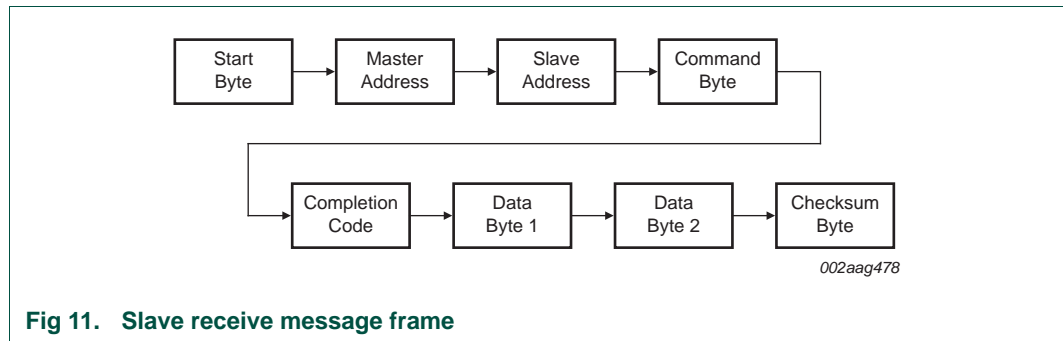 Start
Byte
Master
Address
Slave
Address
Command
Byte
Completion
Code
Data
Byte 1
Data
Byte 2
Checksum
Byte
002aag478
Fig 11. Slave receive message frame